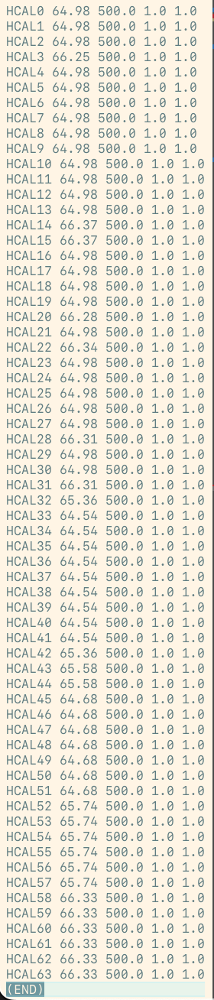 HCAL0 64.98 500.0 1.0 1.0
HCAL1 64.98 500.0 1.0 1.0
HCAL2 64.98 500.0 1.0 1.0
HCAL3 66.25 500.0 1.0 1.0
HCAL4 64.98 500.0 1.0 1.0
HCAL5 64.98 500.0 1.0 1.0
HCAL6 64.98 500.0 1.0 1.0
HCAL7 64.98 500.0 1.0 1.0
HCAL8 64.98 500.0 1.0 1.0
HCAL9 64.98 500.0 1.0 1.0
HCAL10 64.98 500.0 1.0 1.0
HCAL11 64.98 500.0 1.0 1.0
HCAL12 64.98 500.0 1.0 1.0
HCAL13 64.98 500.0 1.0 1.0
HCAL14 66.37 500.0 1.0 1.0
HCAL15 66.37 500.0 1.0 1.0
HCAL16 64.98 500.0 1.0 1.0
HCAL17 64.98 500.0 1.0 1.0
HCAL18 64.98 500.0 1.0 1.0
HCAL19 64.98 500.0 1.0 1.0
HCAL20 66.28 500.0 1.0 1.0
HCAL21 64.98 500.0 1.0 1.0
HCAL22 66.34 500.0 1.0 1.0
HCAL23 64.98 500.0 1.0 1.0
HCAL24 64.98 500.0 1.0 1.0
HCAL25 64.98 500.0 1.0 1.0
HCAL26 64.98 500.0 1.0 1.0
HCAL27 64.98 500.0 1.0 1.0
HCAL28 66.31 500.0 1.0 1.0
HCAL29 64.98 500.0 1.0 1.0
HCAL30 64.98 500.0 1.0 1.0
HCAL31 66.31 500.0 1.0 1.0
HCAL32 65.36 500.0 1.0 1.0
HCAL33 64.54 500.0 1.0 1.0
HCAL34 64.54 500.0 1.0 1.0
HCAL35 64.54 500.0 1.0 1.0
HCAL36 64.54 500.0 1.0 1.0
HCAL37 64.54 500.0 1.0 1.0
HCAL38 64.54 500.0 1.0 1.0
HCAL39 64.54 500.0 1.0 1.0
HCAL40 64.54 500.0 1.0 1.0
HCAL41 64.54 500.0 1.0 1.0
HCAL42 65.36 500.0 1.0 1.0
HCAL43 65.58 500.0 1.0 1.0
HCAL44 65.58 500.0 1.0 1.0
HCAL45 64.68 500.0 1.0 1.0
HCAL46 64.68 500.0 1.0 1.0
HCAL47 64.68 500.0 1.0 1.0
HCAL48 64.68 500.0 1.0 1.0
HCAL49 64.68 500.0 1.0 1.0
HCAL50 64.68 500.0 1.0 1.0
HCAL51 64.68 500.0 1.0 1.0
HCAL52 65.74 500.0 1.0 1.0
HCAL53 65.74 500.0 1.0 1.0
HCAL54 65.74 500.0 1.0 1.0
HCAL55 65.74 500.0 1.0 1.0
HCAL56 65.74 500.0 1.0 1.0
HCAL57 65.74 500.0 1.0 1.0
HCAL58 66.33 500.0 1.0 1.0
HCAL59 66.33 500.0 1.0 1.0
HCAL60 66.33 500.0 1.0 1.0
HCAL61 66.33 500.0 1.0 1.0
HCAL62 66.33 500.0 1.0 1.0
HCAL63 66.33 500.0 1.0 1.0
(END)